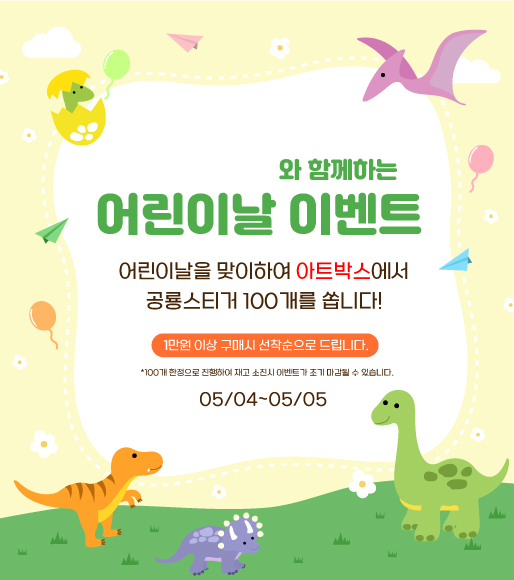 와 함께하는
어린이날 이벤트
어린이날을 맞이하여 아트박스에서
공룡스티거 100개를 쏩니다!
1만원 이상 구매시 선착순으로 드립니다.
*100개 한정으로 진행하여 재고 소진시 이벤트가 조기 마감될 수 있습니다.
05/04~05/05